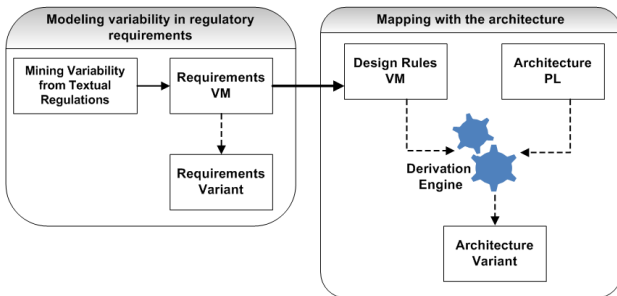 Modeling variability in regulatory
requirements
Mining Variability
from Textual
Regulations
Requirements
VM
Requirements
Variant
Mapping with the architecture
Design Rules
VM
Architecture
PL
Derivation
Engine
Architecture
Variant